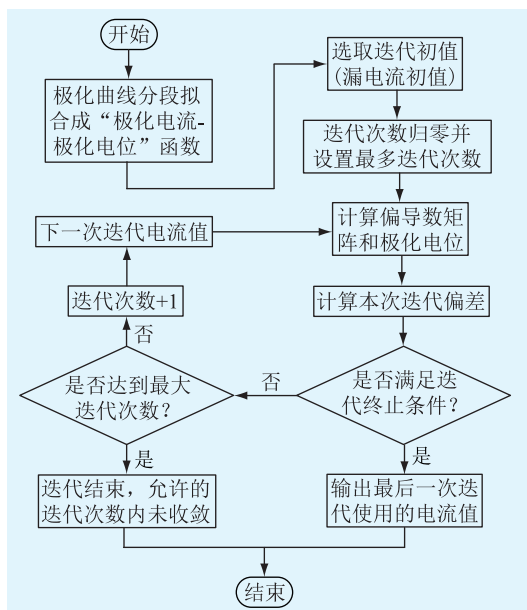 开始
极化曲线分段拟
合成“极化电流-
极化电位”函数
选取迭代初值
(漏电流初值)
迭代次数归零并
设置最多迭代次数
计算偏导数矩
阵和极化电位
计算本次迭代偏差
是否满足迭
代终止条件？
否
是否达到最大
迭代次数？
否
迭代次数+1
下一次迭代电流值
是
迭代结束，允许的
迭代次数内未收敛
是
输出最后一次迭
代使用的电流值
结束